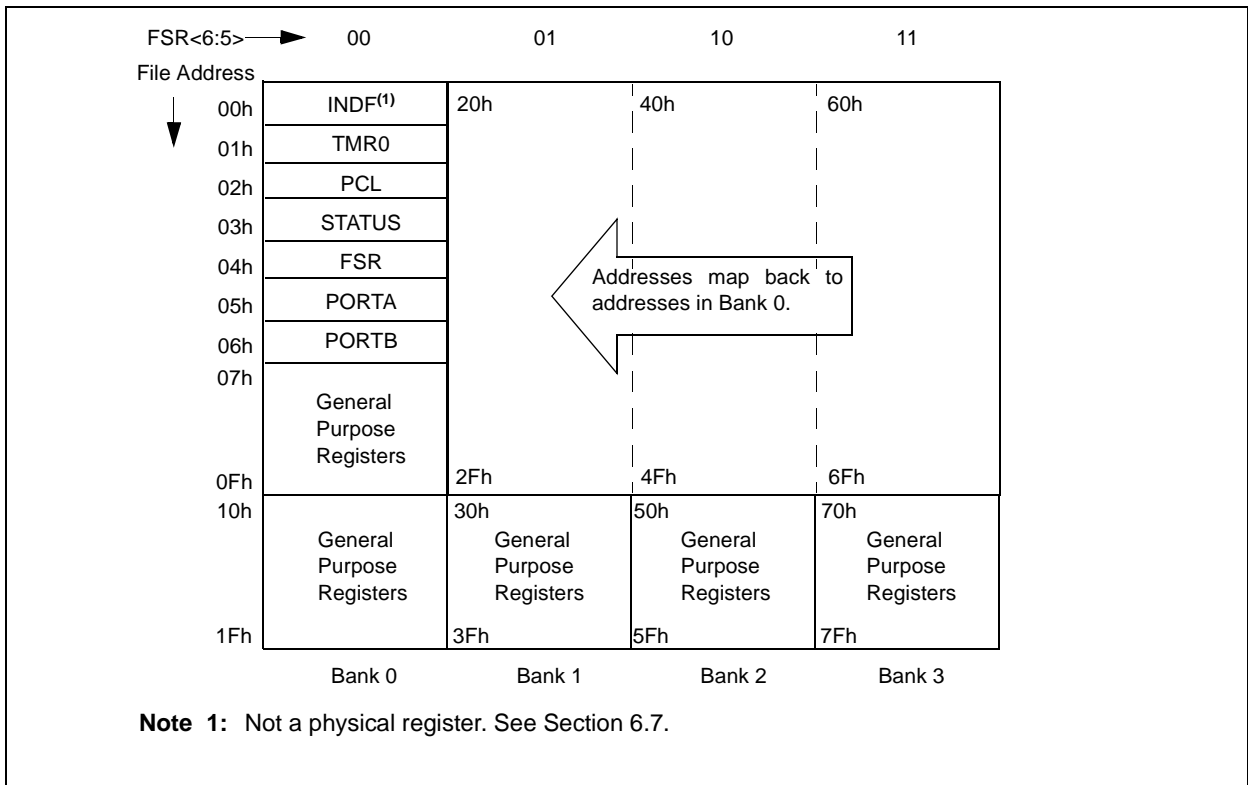 FSR<6:5> 00 01 10 11
File Address
00h INDF(1) 20h 40h 60h
01h TMR0
02h PCL
03h STATUS
04h FSR
05h PORTA
06h PORTB
Addresses map back to
addresses in Bank 0.
07h
General
Purpose
Registers
0Fh 2Fh 4Fh 6Fh
10h 30h 50h 70h
General General General General
Purpose Purpose Purpose Purpose
Registers Registers Registers Registers
1Fh 3Fh 5Fh 7Fh
Bank 0 Bank 1 Bank 2 Bank 3
Note 1: Not a physical register. See Section 6.7.